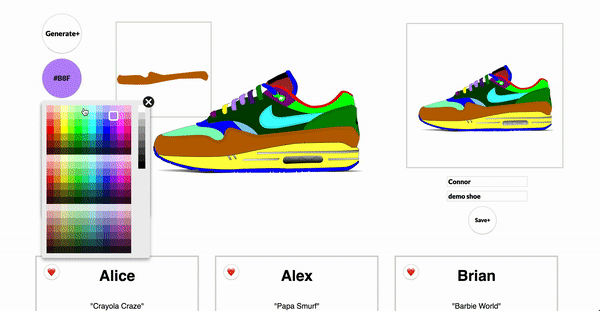 Generate+
#B8F
Connor
demo shoe
Save+
Alice
Alex
Brian
"Crayola Craze"
"Papa Smurf"
"Barbie World"